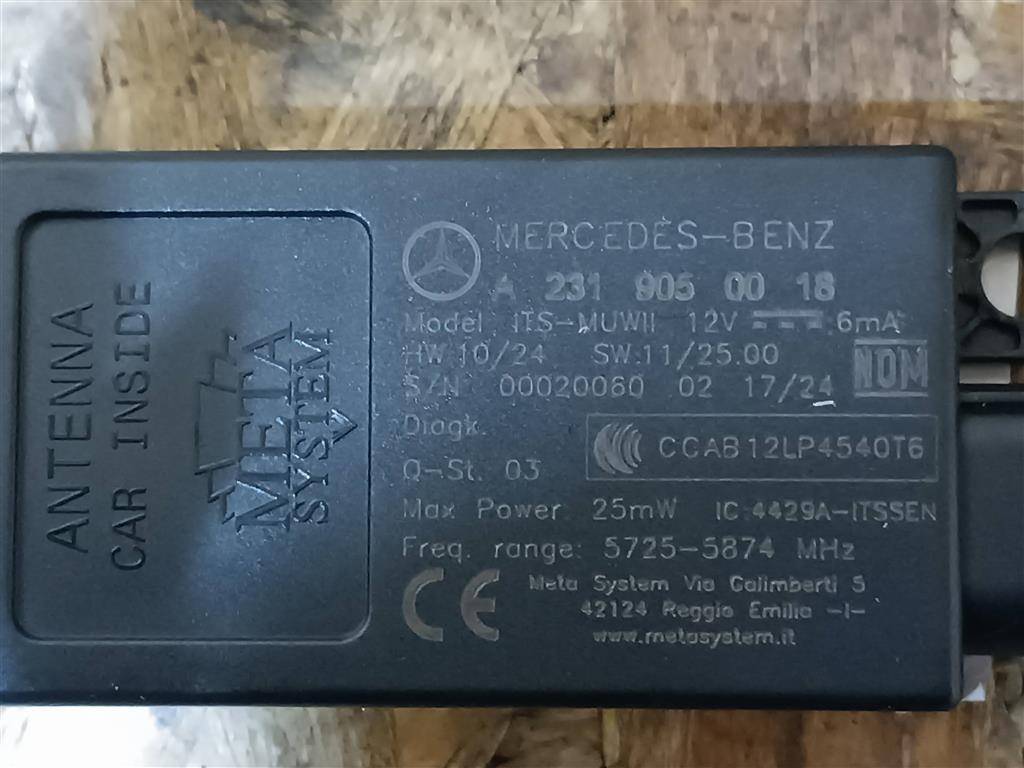 ANTENNA
CAR INSIDE
META
SYSTEM
MERCEDES-BENZ
A 231 905 00 18
Model ITS-MUWII 12V 6mA
HW.10/24 SW.11/25.00
S/N 00020060 02 17/24
NOM
Diagk.
CCAB12LP4540T6
Q-St. 03
Max Power: 25mW IC:4429A-ITSSEN
Freq. range: 5725-5874 MHz
CE
Meta System Via Galimberti 5
42124 Reggio Emilia -I-
www.metasystem.it